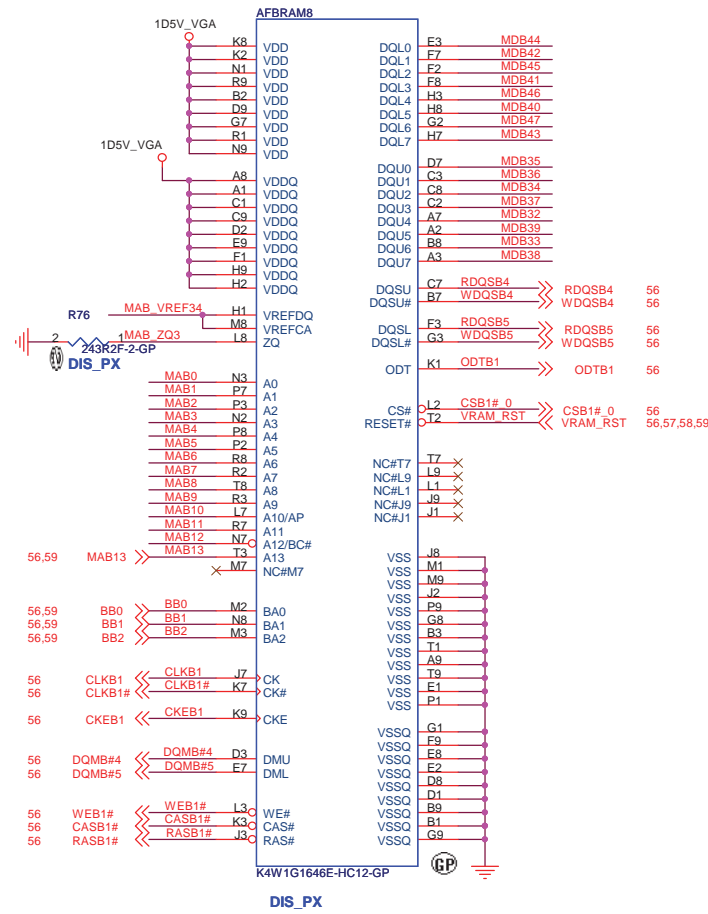 AFBRAM8
1D5V_VGA
K8 VDD DQL0 E3 MDB44
K2 VDD DQL1 F7 MDB42
N1 VDD DQL2 F2 MDB45
R9 VDD DQL3 F8 MDB41
B2 VDD DQL4 H3 MDB46
D9 VDD DQL5 H8 MDB40
G7 VDD DQL6 G2 MDB47
R1 VDD DQL7 H7 MDB43
N9 VDD
1D5V_VGA
A8 VDDQ DQU0 D7 MDB35
A1 VDDQ DQU1 C3 MDB36
C1 VDDQ DQU2 C8 MDB34
C9 VDDQ DQU3 C2 MDB37
D2 VDDQ DQU4 A7 MDB32
E9 VDDQ DQU5 A2 MDB39
F1 VDDQ DQU6 B8 MDB33
H9 VDDQ DQU7 A3 MDB38
H2 VDDQ
DQSU C7 RDQSB4 RDQSB4 56
DQSU# B7 WDQSB4 WDQSB4 56
R76 MAB_VREF34 H1 VREFDQ
M8 VREFCA DQSL F3 RDQSB5 RDQSB5 56
2 1 MAB_ZQ3 L8 ZQ DQSL# G3 WDQSB5 WDQSB5 56
243R2F-2-GP
DIS_PX
ODT K1 ODTB1 ODTB1 56
MAB0 N3 A0
MAB1 P7 A1
MAB2 P3 A2 CS# L2 CSB1#_0 CSB1#_0 56
MAB3 N2 A3 RESET# T2 VRAM_RST VRAM_RST 56,57,58,59
MAB4 P8 A4
MAB5 P2 A5
MAB6 R8 A6 NC#T7 T7
MAB7 R2 A7 NC#L9 L9
MAB8 T8 A8 NC#L1 L1
MAB9 R3 A9 NC#J9 J9
MAB10 L7 A10/AP NC#J1 J1
MAB11 R7 A11
MAB12 N7 A12/BC#
56,59 MAB13 MAB13 T3 A13 VSS J8
M7 NC#M7 VSS M1
VSS M9
VSS J2
56,59 BB0 BB0 M2 BA0 VSS P9
56,59 BB1 BB1 N8 BA1 VSS G8
56,59 BB2 BB2 M3 BA2 VSS B3
VSS T1
VSS A9
56 CLKB1 CLKB1 J7 CK VSS T9
56 CLKB1# CLKB1# K7 CK# VSS E1
VSS P1
56 CKEB1 CKEB1 K9 CKE
VSSQ G1
VSSQ F9
56 DQMB#4 DQMB#4 D3 DMU VSSQ E8
56 DQMB#5 DQMB#5 E7 DML VSSQ E2
VSSQ D8
VSSQ D1
56 WEB1# WEB1# L3 WE# VSSQ B9
56 CASB1# CASB1# K3 CAS# VSSQ B1
56 RASB1# RASB1# J3 RAS# VSSQ G9
GP
K4W1G1646E-HC12-GP
DIS_PX